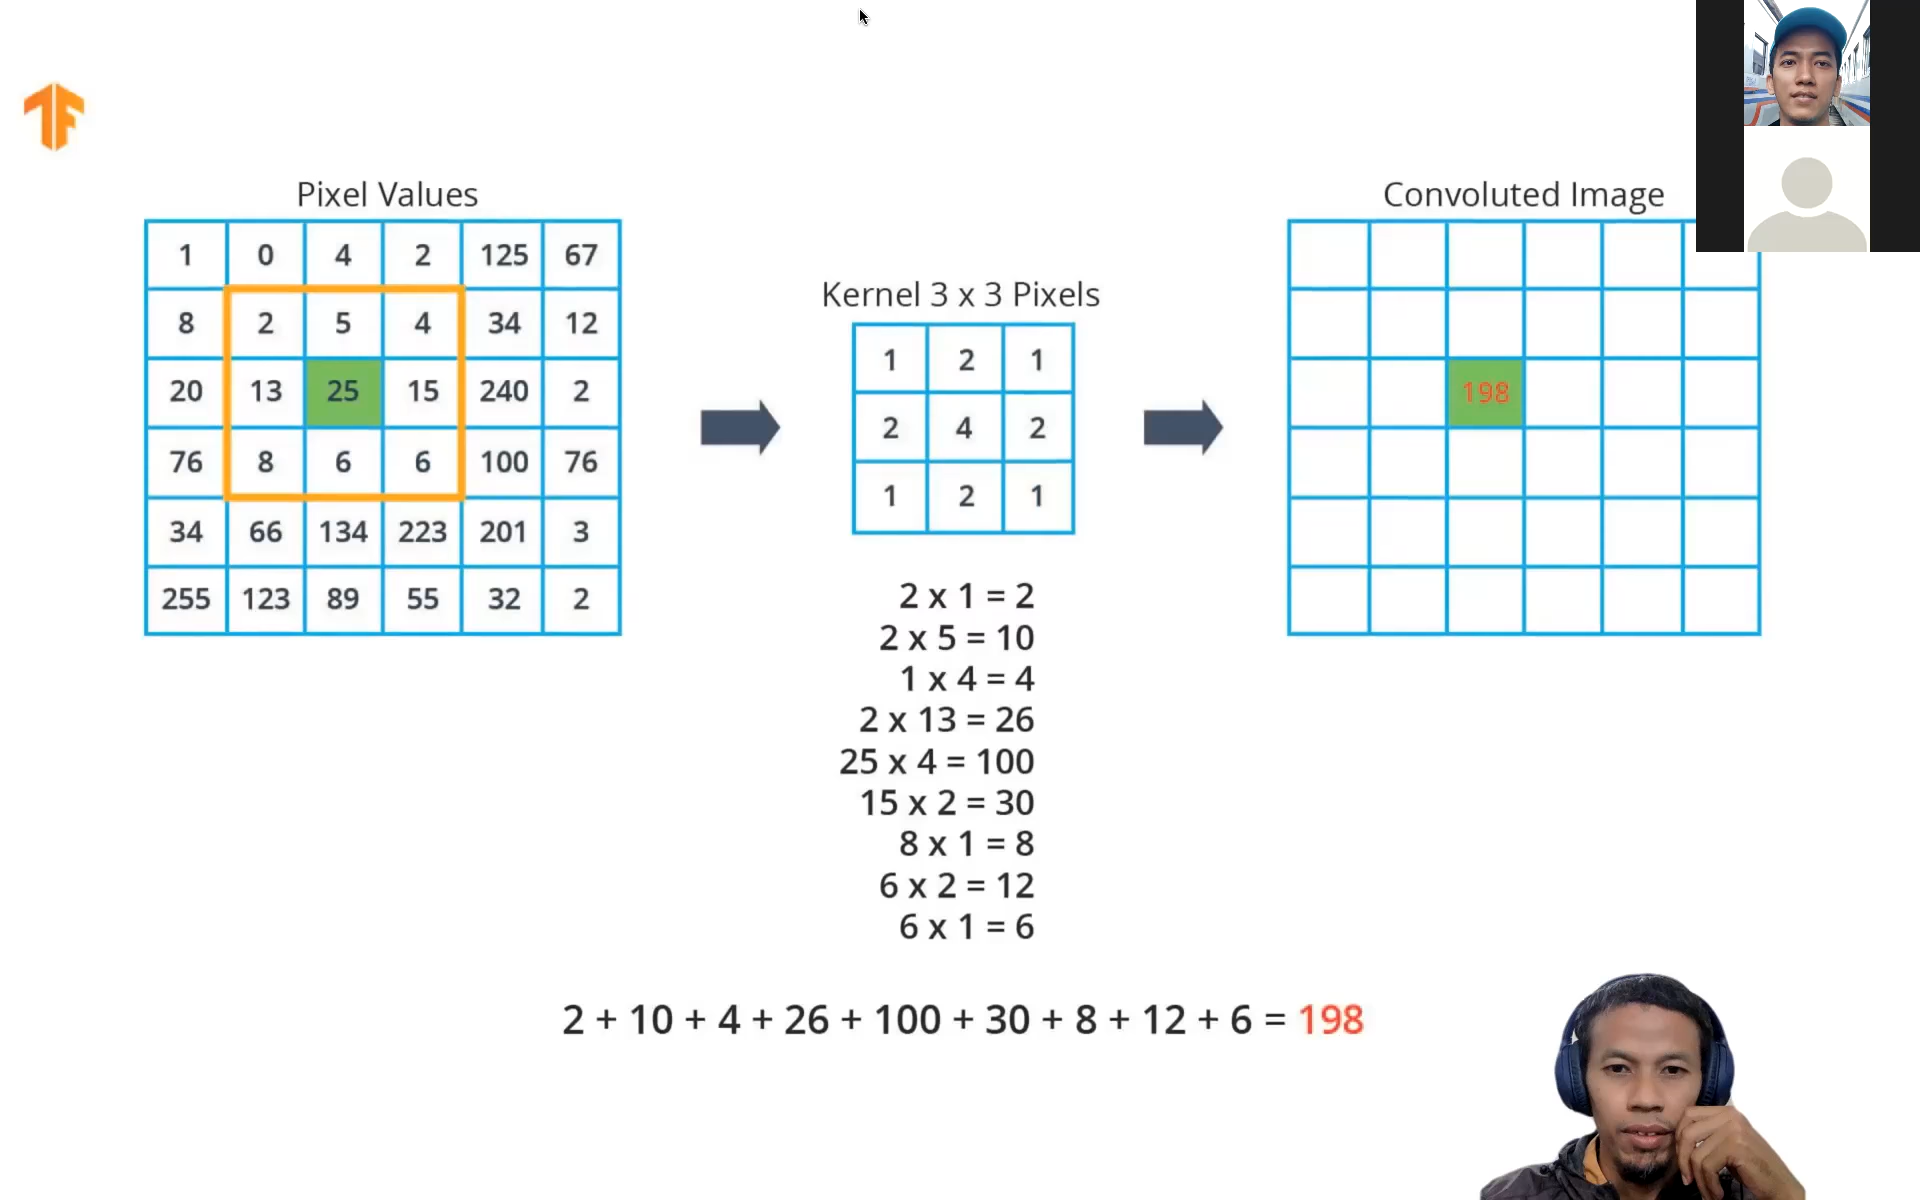 Pixel Values
1 0 4 2 125 67
8 2 5 4 34 12
20 13 25 15 240 2
76 8 6 6 100 76
34 66 134 223 201 3
255 123 89 55 32 2
Kernel 3 x 3 Pixels
1 2 1
2 4 2
1 2 1
2 x 1 = 2
2 x 5 = 10
1 x 4 = 4
2 x 13 = 26
25 x 4 = 100
15 x 2 = 30
8 x 1 = 8
6 x 2 = 12
6 x 1 = 6
Convoluted Image
198
2 + 10 + 4 + 26 + 100 + 30 + 8 + 12 + 6 = 198